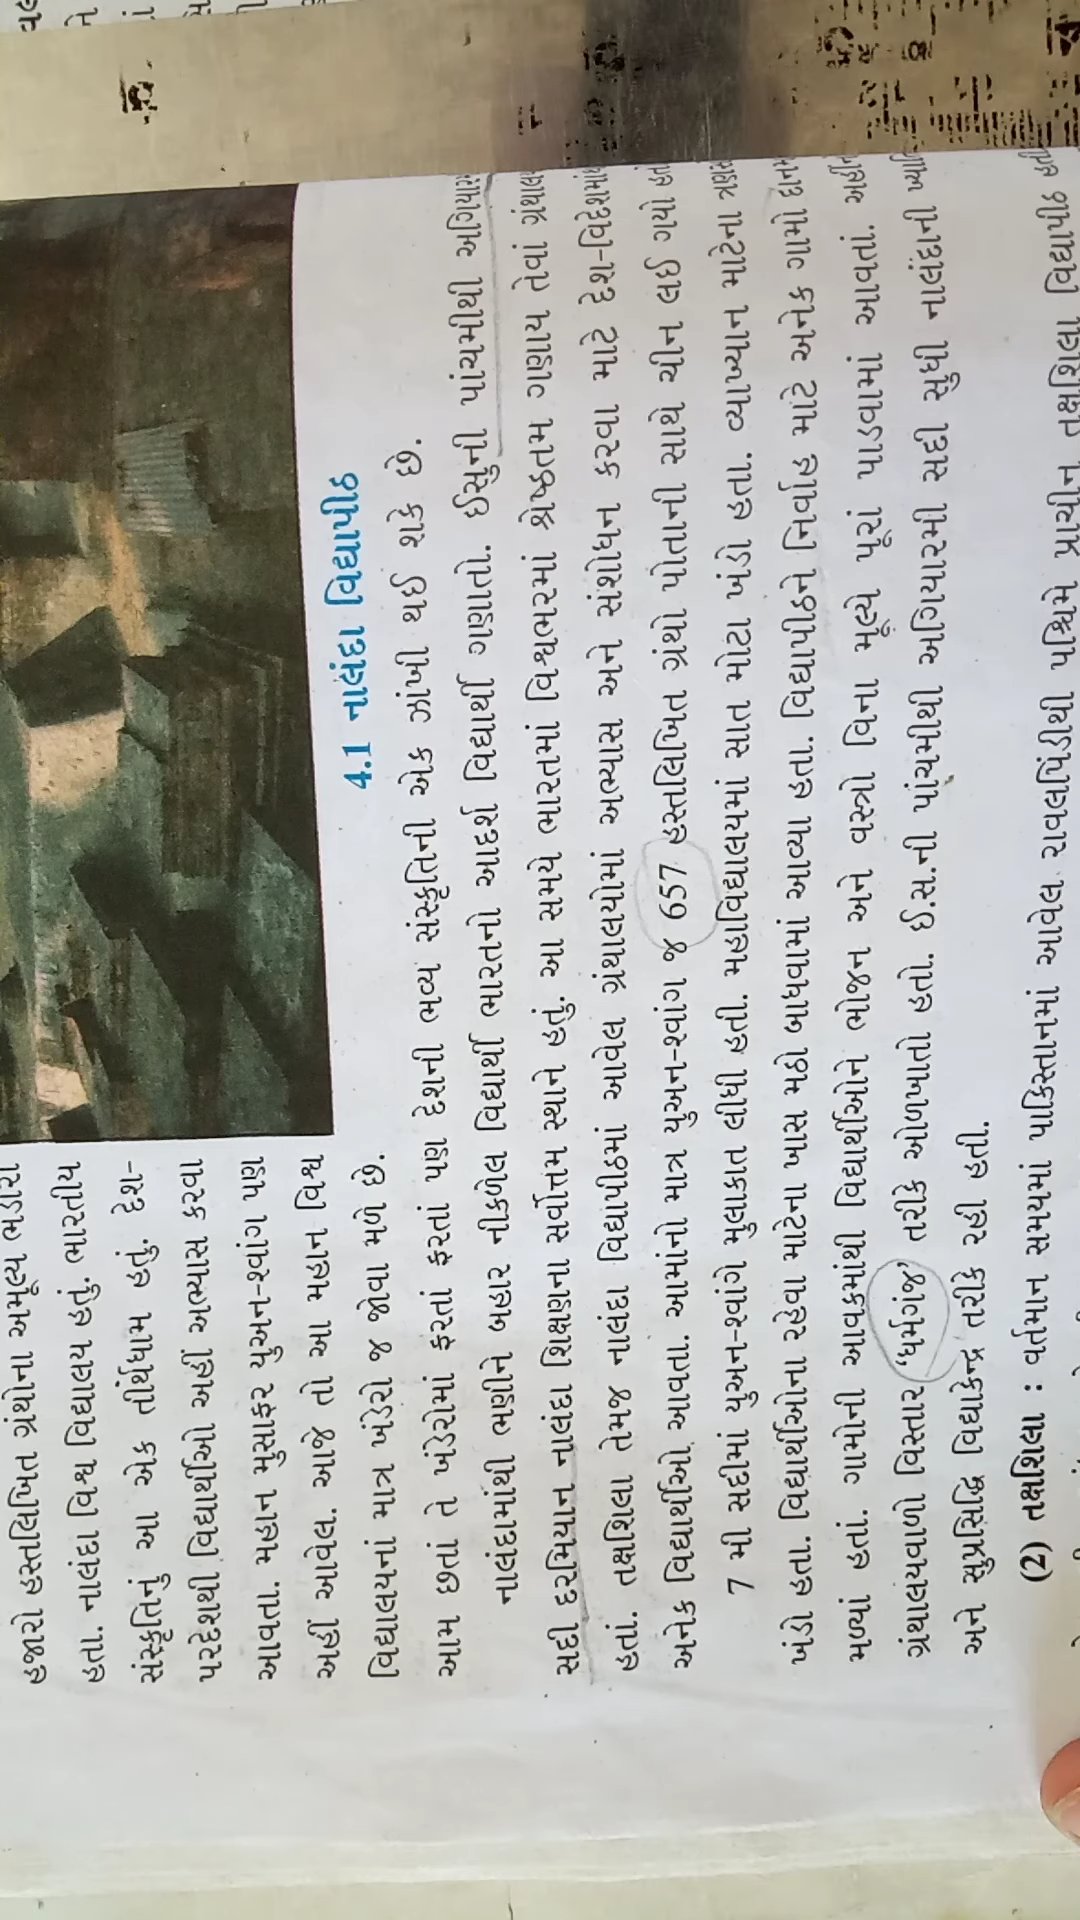 હજારો હસ્તલિખિત ગ્રંથોના અમૂલ્ય ભંડારો
હતા. નાલંદા વિશ્વ વિદ્યાલય હતું. ભારતીય
સંસ્કૃતિનું આ એક તીર્થધામ હતું. દેશ-
પરદેશથી વિદ્યાર્થીઓ અહીં અભ્યાસ કરવા
આવતા. મહાન મુસાફર યુઅન-શ્વાંગ પણ
અહીં આવેલ. આજે તો આ મહાન વિશ્વ
વિદ્યાલયનાં માત્ર ખંડેરો જ જોવા મળે છે.
4.1 નાલંદા વિદ્યાપીઠ
આમ છતાં તે ખંડેરોમાં ફરતાં ફરતાં પણ દેશની ભવ્ય સંસ્કૃતિની એક ઝાંખી થઈ શકે છે.
નાલંદામાંથી ભણીને બહાર નીકળેલ વિદ્યાર્થી ભારતનો આદર્શ વિદ્યાર્થી ગણાતો. ઈસુની પાંચમીથી અગિયારમી
સદી દરમિયાન નાલંદા શિક્ષણના સર્વોત્તમ સ્થાને હતું. આ સમયે ભારતમાં વિશ્વભરમાં શ્રેષ્ઠતમ ગણાય તેવાં ગ્રંથાલયો
હતાં. તક્ષશિલા તેમજ નાલંદા વિદ્યાપીઠમાં આવેલ ગ્રંથાલયોમાં અભ્યાસ અને સંશોધન કરવા માટે દેશ-વિદેશમાંથી
અનેક વિદ્યાર્થીઓ આવતા. આમાંનો માત્ર યુઅન-શ્વાંગ જ 657 હસ્તલિખિત ગ્રંથો પોતાની સાથે ચીન લઈ ગયો હતો
7 મી સદીમાં યુઅન-શ્વાંગે મુલાકાત લીધી હતી. મહાવિદ્યાલયમાં સાત મોટા ખંડો હતા. વ્યાખ્યાન માટેના ત્રણસો
ખંડો હતા. વિદ્યાર્થીઓના રહેવા માટેના ખાસ મઠો બાંધવામાં આવ્યા હતા. વિદ્યાપીઠને નિર્વાહ માટે અનેક ગામો દાનમાં
મળ્યાં હતાં. ગામોની આવકમાંથી વિદ્યાર્થીઓને ભોજન અને વસ્ત્રો વિના મૂલ્યે પૂરાં પાડવામાં આવતાં. અહીંનો
ગ્રંથાલયવાળો વિસ્તાર ‘ધર્મગંજ’ તરીકે ઓળખાતો હતો. ઈ.સ.ની પાંચમીથી અગિયારમી સદી સુધી નાલંદાની ખ્યાતિ
અને સુપ્રસિદ્ધિ વિદ્યાકેન્દ્ર તરીકે રહી હતી.
(2) તક્ષશિલા : વર્તમાન સમયમાં પાકિસ્તાનમાં આવેલ રાવલપિંડીથી પશ્ચિમે પ્રાચીન તક્ષશિલા વિદ્યાપીઠ હતી